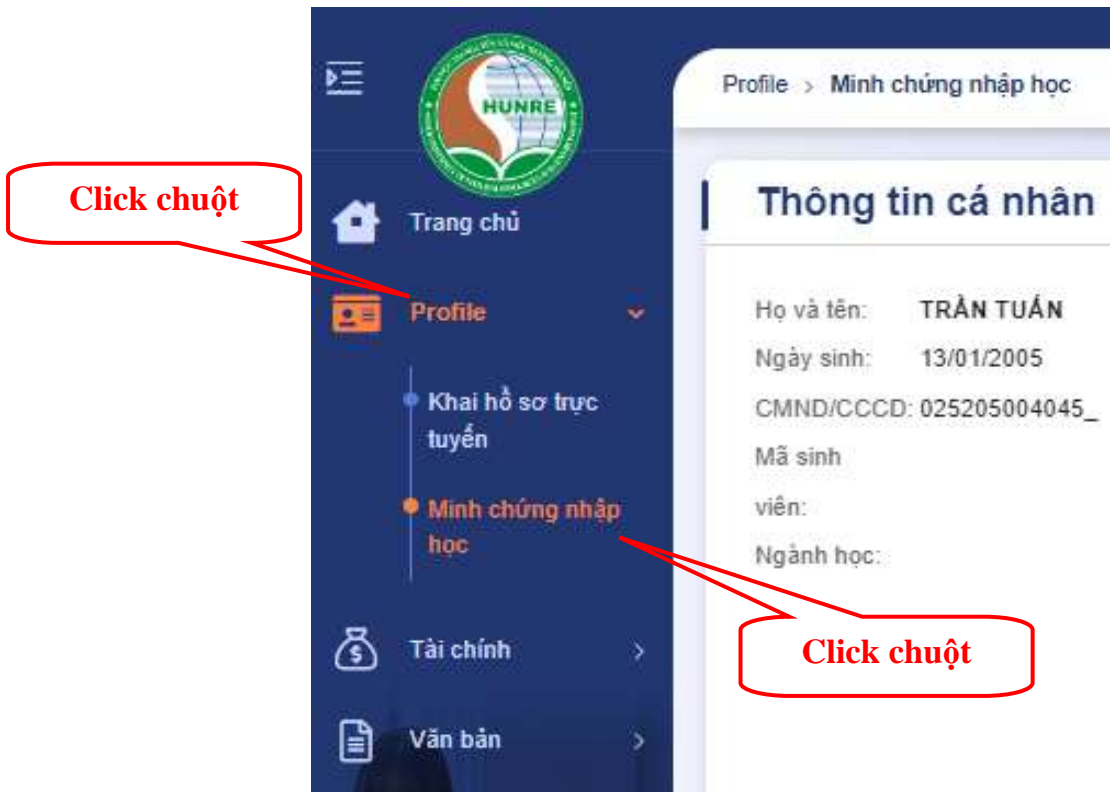 HUNRE
Profile > Minh chứng nhập học
Click chuột
Trang chủ
Thông tin cá nhân
Profile
Họ và tên: TRẦN TUẤN
Ngày sinh: 13/01/2005
Khai hồ sơ trực
tuyến
CMND/CCCD: 025205004045_
Mã sinh
viên:
Minh chứng nhập
học
Ngành học:
Tài chính
Click chuột
Văn bản